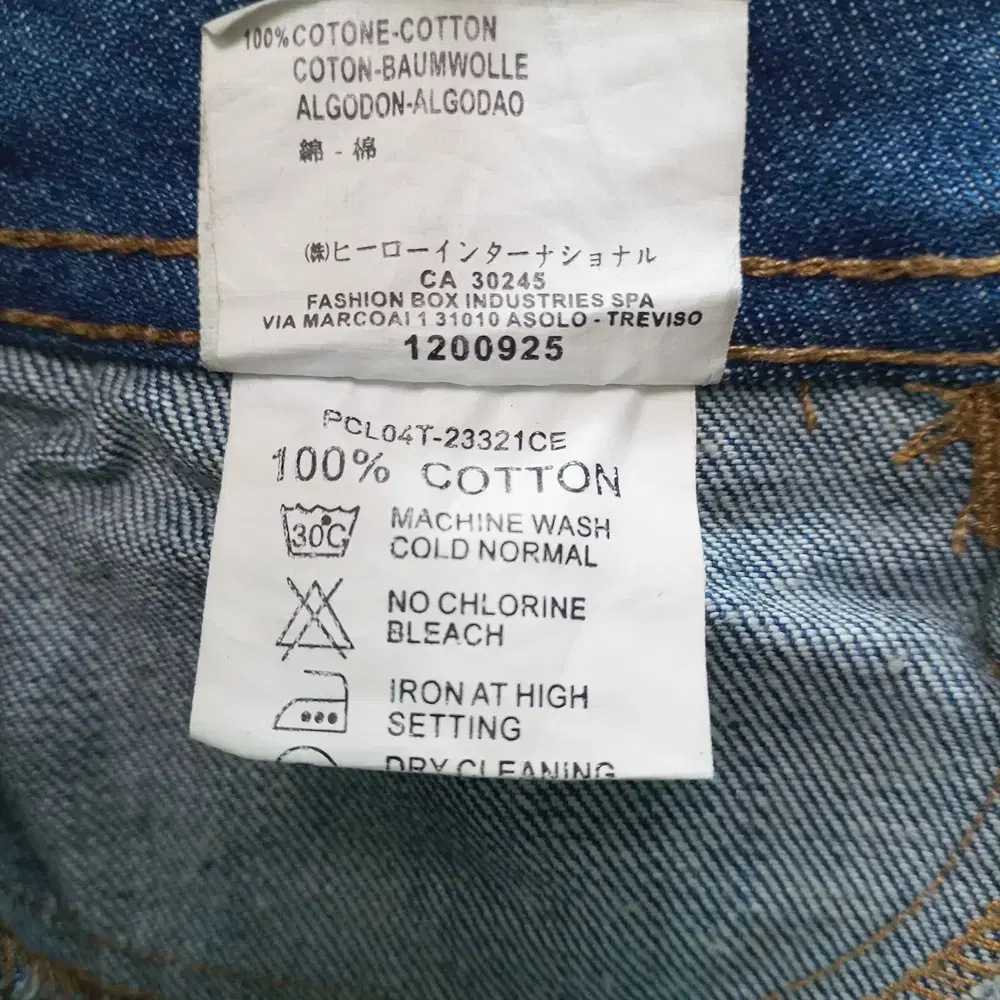 100% COTONE-COTTON
COTON-BAUMWOLLE
ALGODON-ALGODAO
綿 - 棉
㈱ヒーローインターナショナル
CA 30245
FASHION BOX INDUSTRIES SPA
VIA MARCOAI 1 31010 ASOLO - TREVISO
1200925
PCL04T-23321CE
100% COTTON
30C
MACHINE WASH
COLD NORMAL
NO CHLORINE
BLEACH
IRON AT HIGH
SETTING
DRY CLEANING